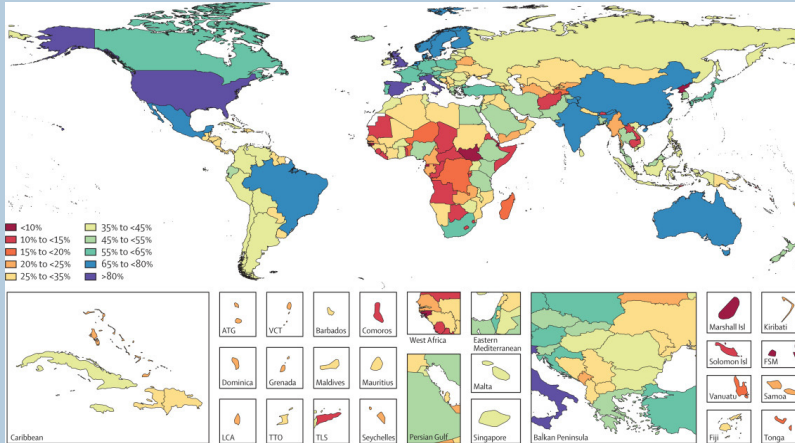 <10%
10% to <15%
15% to <20%
20% to <25%
25% to <35%
35% to <45%
45% to <55%
55% to <65%
65% to <80%
>80%
Caribbean
ATG
VCT
Barbados
Comoros
Dominica
Grenada
Maldives
Mauritius
LCA
TTO
TLS
Seychelles
West Africa
Eastern
Mediterranean
Persian Gulf
Malta
Singapore
Balkan Peninsula
Marshall Isl
Kiribati
Solomon Isl
FSM
Vanuatu
Samoa
Fiji
Tonga